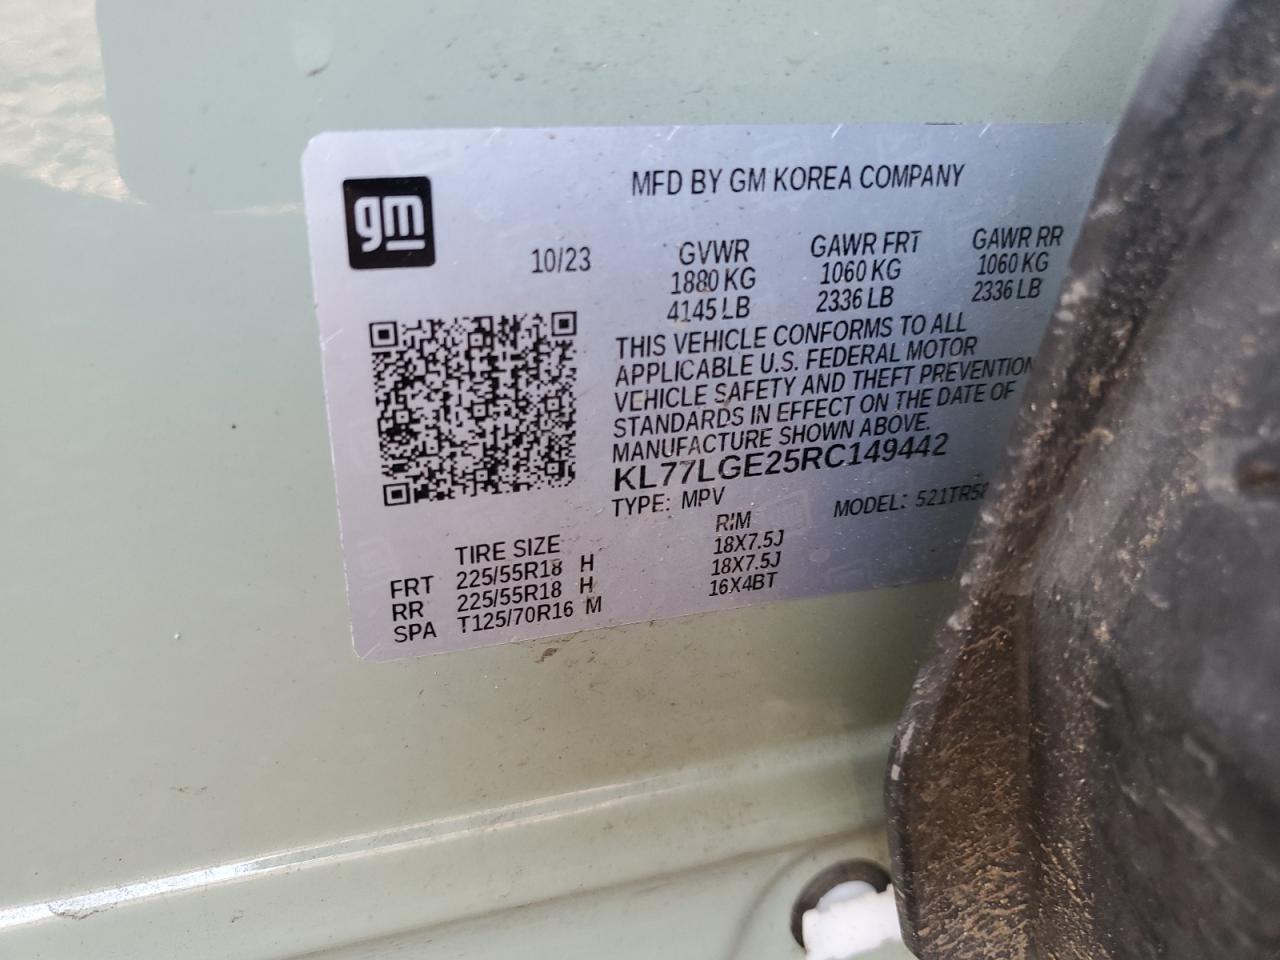 gm
MFD BY GM KOREA COMPANY
10/23
GVWR GAWR FRT GAWR RR
1880 KG 1060 KG 1060 KG
4145 LB 2336 LB 2336 LB
THIS VEHICLE CONFORMS TO ALL
APPLICABLE U.S. FEDERAL MOTOR
VEHICLE SAFETY AND THEFT PREVENTION
STANDARDS IN EFFECT ON THE DATE OF
MANUFACTURE SHOWN ABOVE.
KL77LGE25RC149442
TYPE: MPV MODEL:
TIRE SIZE RIM
FRT 225/55R18 H 18X7.5J
RR 225/55R18 H 18X7.5J
SPA T125/70R16 M 16X4BT